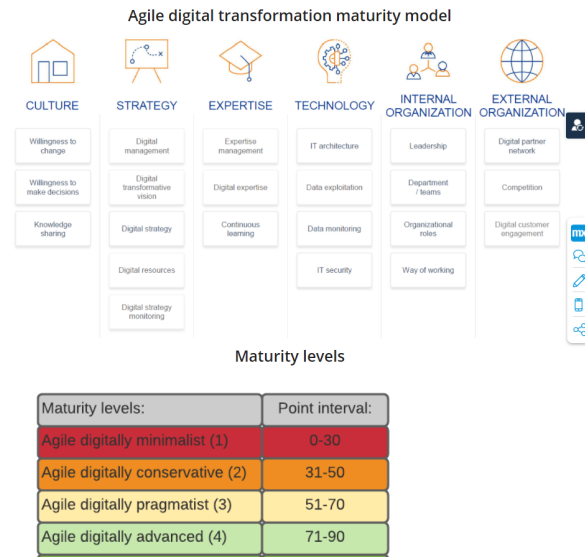 Agile digital transformation maturity model
CULTURE
STRATEGY
EXPERTISE
TECHNOLOGY
INTERNAL
ORGANIZATION
EXTERNAL
ORGANIZATION
Willingness to
change
Digital
management
Expertise
management
IT architecture
Leadership
Digital partner
network
Willingness to
make decisions
Digital
transformative
vision
Digital expertise
Data exploitation
Department
/ teams
Competition
Knowledge
sharing
Digital strategy
Continuous
learning
Data monitoring
Organizational
roles
Digital customer
engagement
Digital resources
IT security
Way of working
Digital strategy
monitoring
Maturity levels
Maturity levels: Point interval:
Agile digitally minimalist (1) 0-30
Agile digitally conservative (2) 31-50
Agile digitally pragmatist (3) 51-70
Agile digitally advanced (4) 71-90